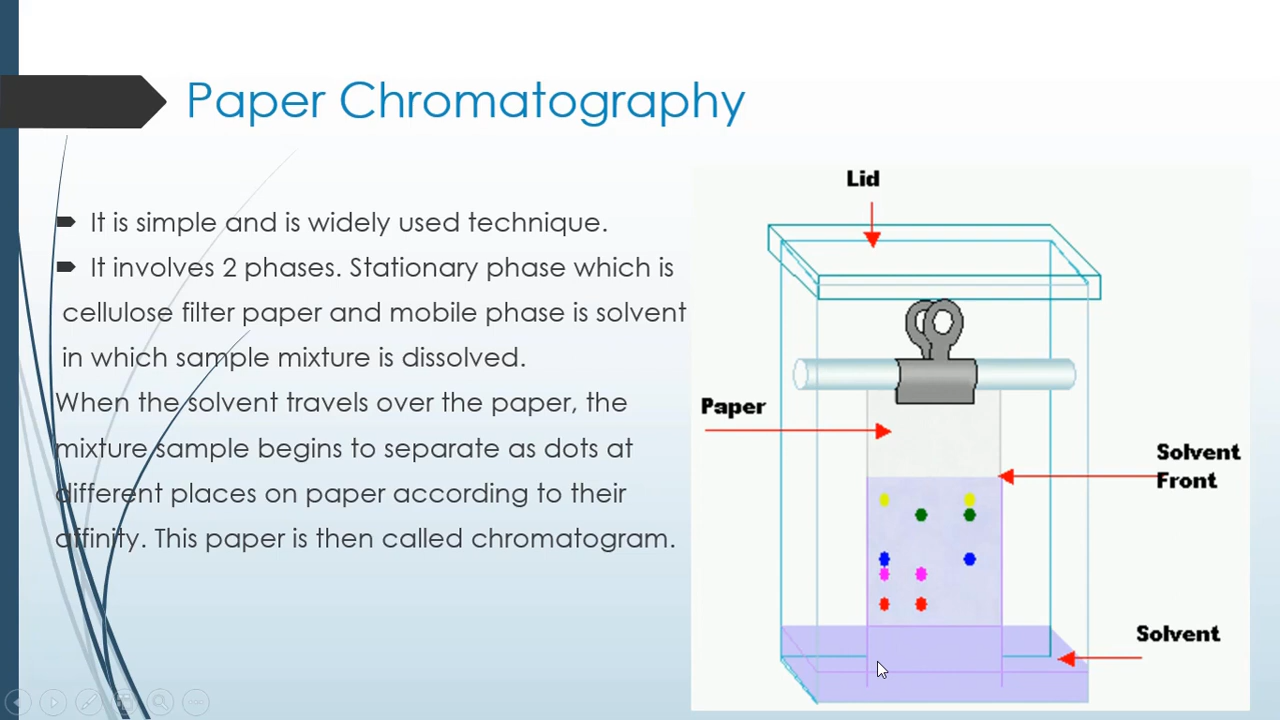 Paper Chromatography
It is simple and is widely used technique.
It involves 2 phases. Stationary phase which is
cellulose filter paper and mobile phase is solvent
in which sample mixture is dissolved.
When the solvent travels over the paper, the
mixture sample begins to separate as dots at
different places on paper according to their
affinity. This paper is then called chromatogram.
Lid
Paper
Solvent
Front
Solvent